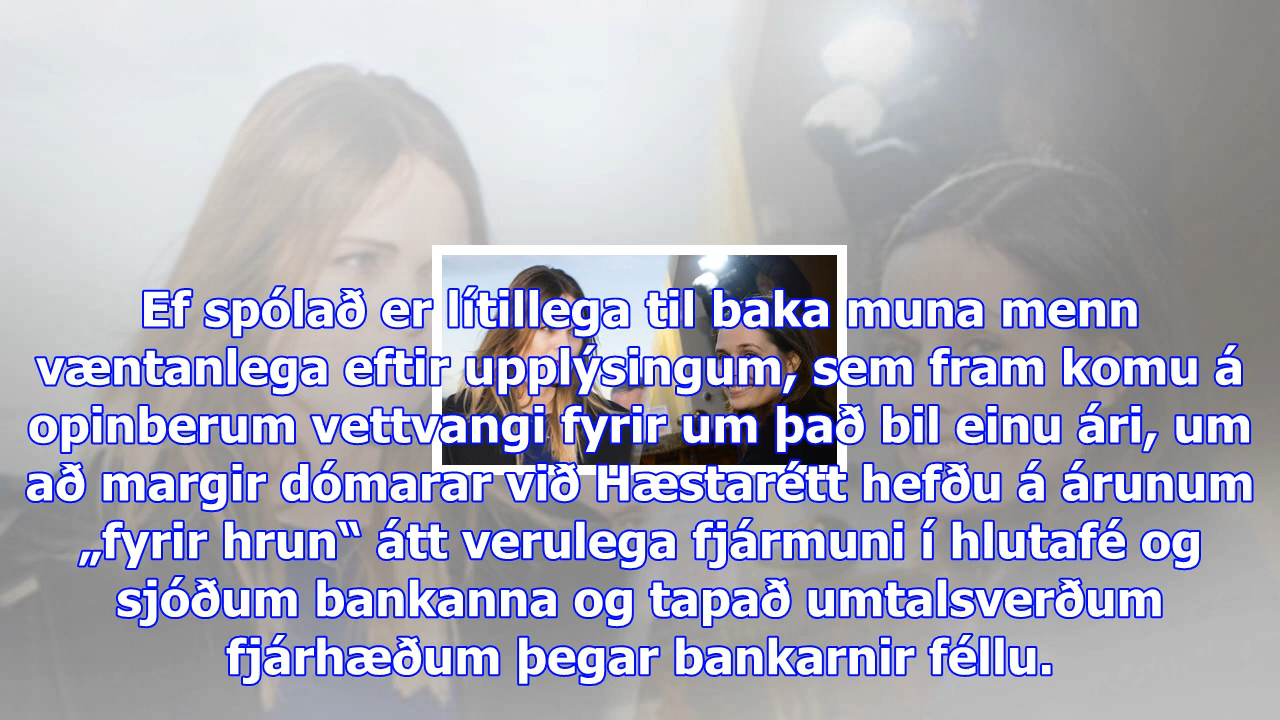 Ef spólað er lítillega til baka muna menn
væntanlega eftir upplýsingum, sem fram komu á
opinberum vettvangi fyrir um það bil einu ári, um
að margir dómarar við Hæstarétt hefðu á árunum
„fyrir hrun“ átt verulega fjármuni í hlutafé og
sjóðum bankanna og tapað umtalsverðum
fjárhæðum þegar bankarnir féllu.